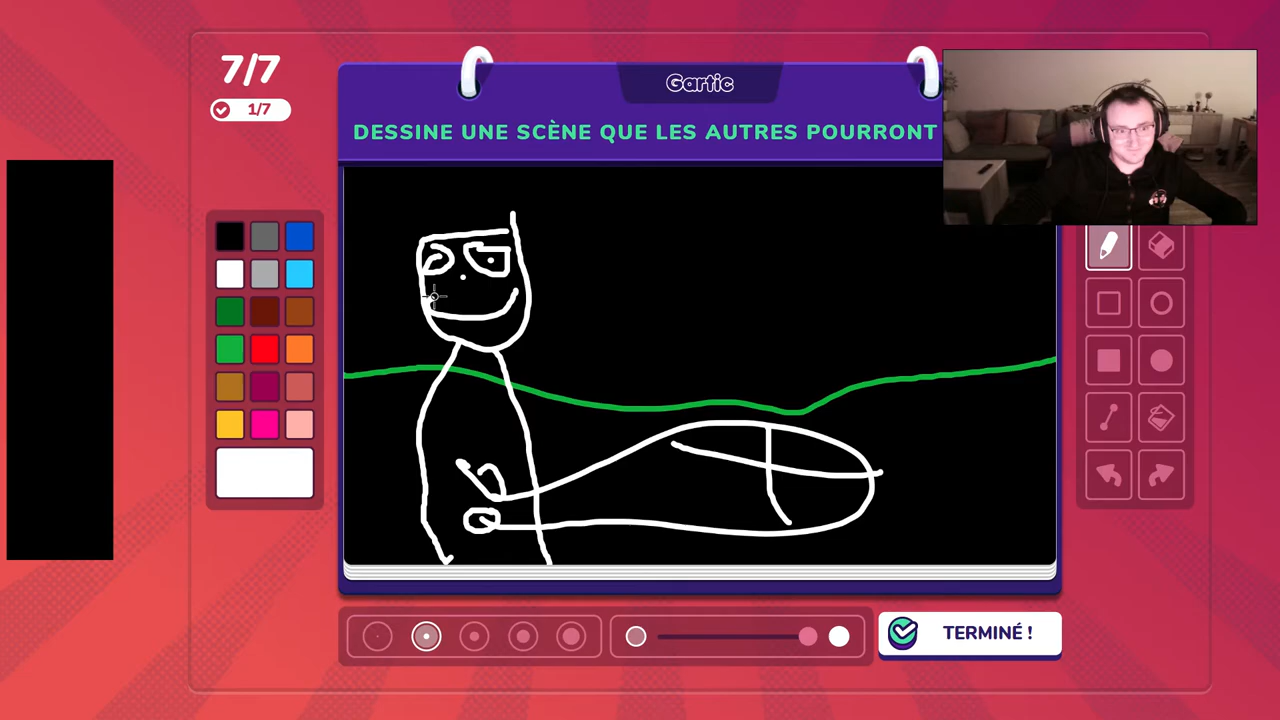 7/7
1/7
Gartic
DESSINE UNE SCÈNE QUE LES AUTRES POURRONT
TERMINÉ !